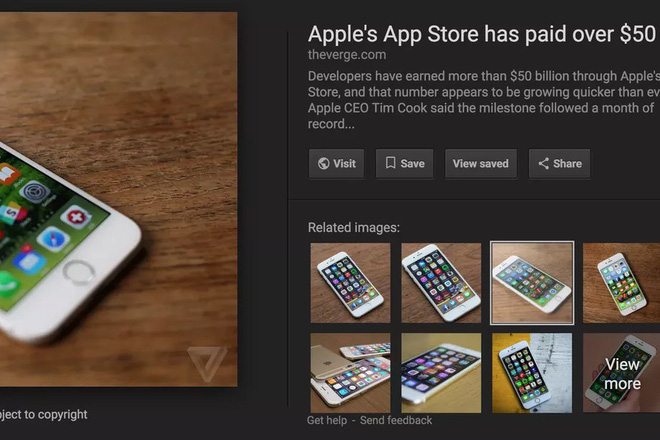 Apple's App Store has paid over $50
theverge.com
Developers have earned more than $50 billion through Apple's
Store, and that number appears to be growing quicker than ev
Apple CEO Tim Cook said the milestone followed a month of
record...
Visit
Save
View saved
Share
Related images:
View
more
Get help - Send feedback
bject to copyright